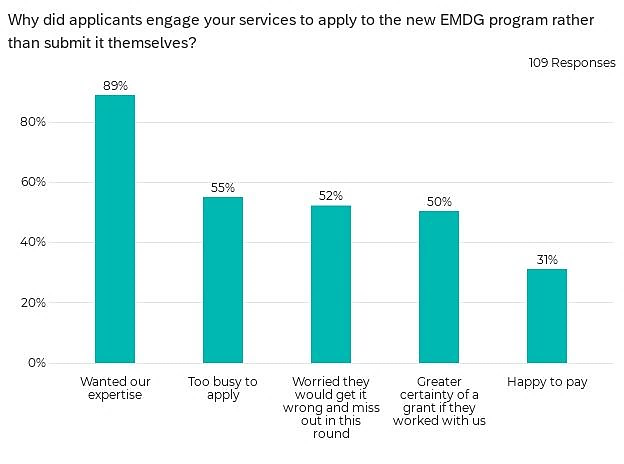 Why did applicants engage your services to apply to the new EMDG program rather
than submit it themselves?
109 Responses
89%
80%
60%
55%
52%
50%
40%
31%
20%
0%
Wanted our
expertise
Too busy to
apply
Worried they
would get it
wrong and miss
out in this
round
Greater
certainty of a
grant if they
worked with us
Happy to pay